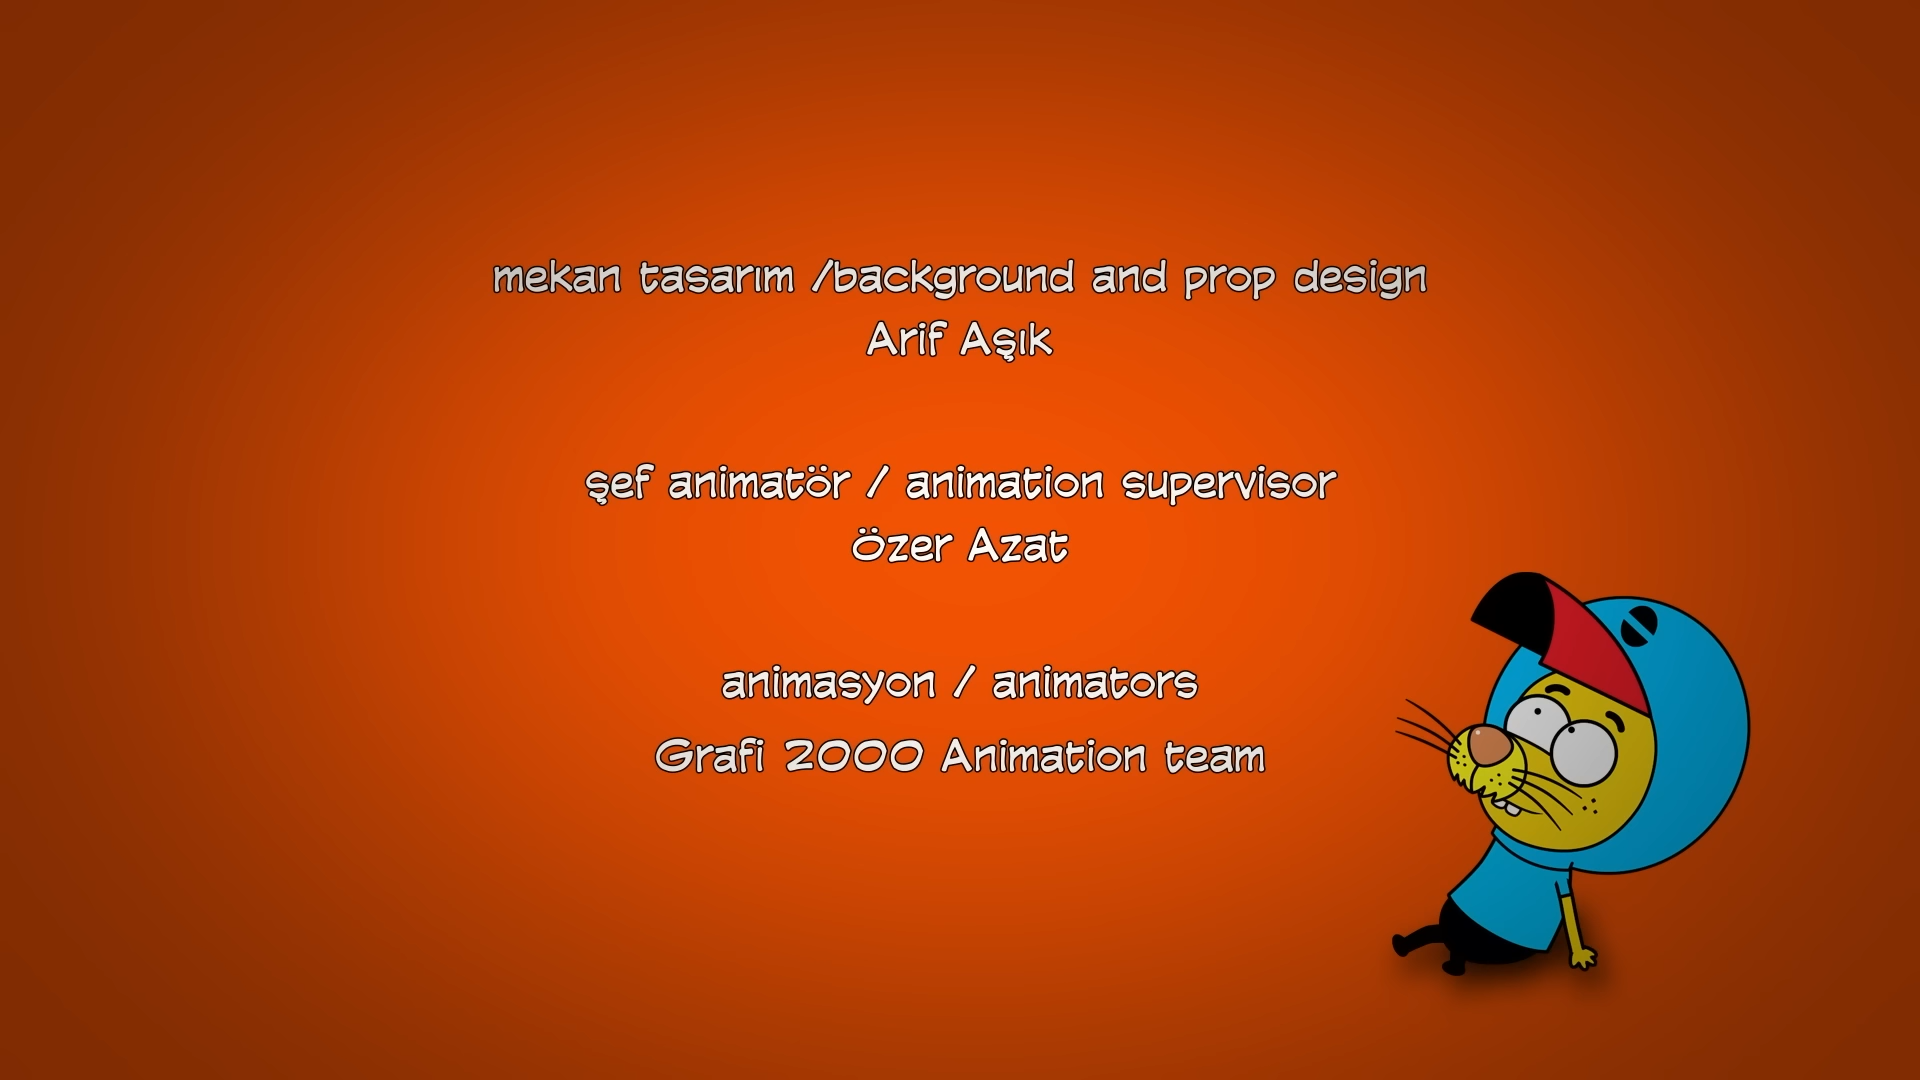 mekan tasarım /background and prop design
Arif Aşık
şef animatör / animation supervisor
Özer Azat
animasyon / animators
Grafi 2000 Animation team